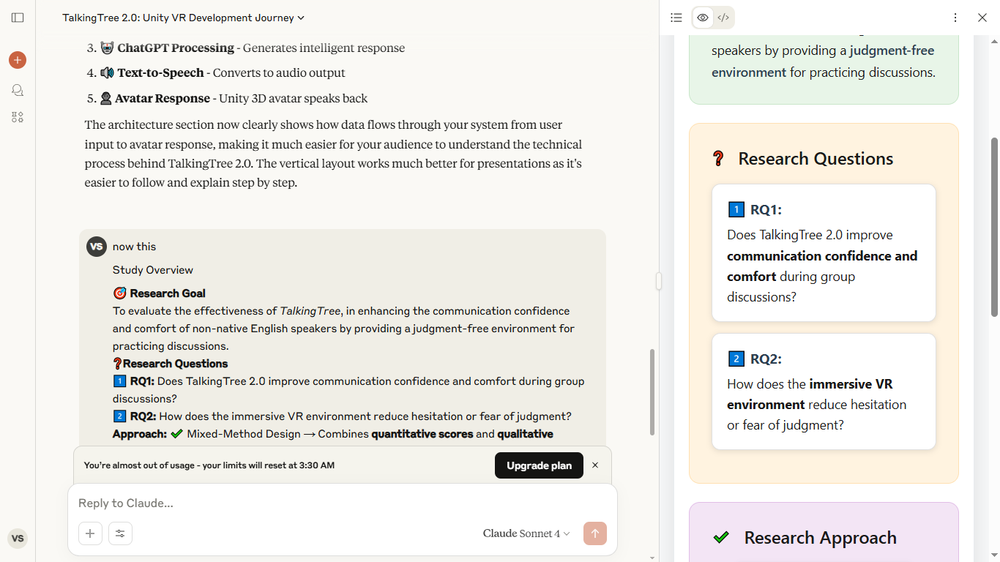 TalkingTree 2.0: Unity VR Development Journey
3. 🤖 ChatGPT Processing - Generates intelligent response
4. 🔊 Text-to-Speech - Converts to audio output
5. 👤 Avatar Response - Unity 3D avatar speaks back
The architecture section now clearly shows how data flows through your system from user
input to avatar response, making it much easier for your audience to understand the technical
process behind TalkingTree 2.0. The vertical layout works much better for presentations as it's
easier to follow and explain step by step.
VS
now this
Study Overview
🎯 Research Goal
To evaluate the effectiveness of TalkingTree, in enhancing the communication confidence
and comfort of non-native English speakers by providing a judgment-free environment for
practicing discussions.
❓Research Questions
1️⃣ RQ1: Does TalkingTree 2.0 improve communication confidence and comfort during group
discussions?
2️⃣ RQ2: How does the immersive VR environment reduce hesitation or fear of judgment?
Approach: ✔ Mixed-Method Design → Combines quantitative scores and qualitative
You're almost out of usage - your limits will reset at 3:30 AM
Upgrade plan
Reply to Claude...
Claude Sonnet 4
VS
speakers by providing a judgment-free
environment for practicing discussions.
❓ Research Questions
1️⃣ RQ1:
Does TalkingTree 2.0 improve
communication confidence and
comfort during group
discussions?
2️⃣ RQ2:
How does the immersive VR
environment reduce hesitation
or fear of judgment?
✔ Research Approach